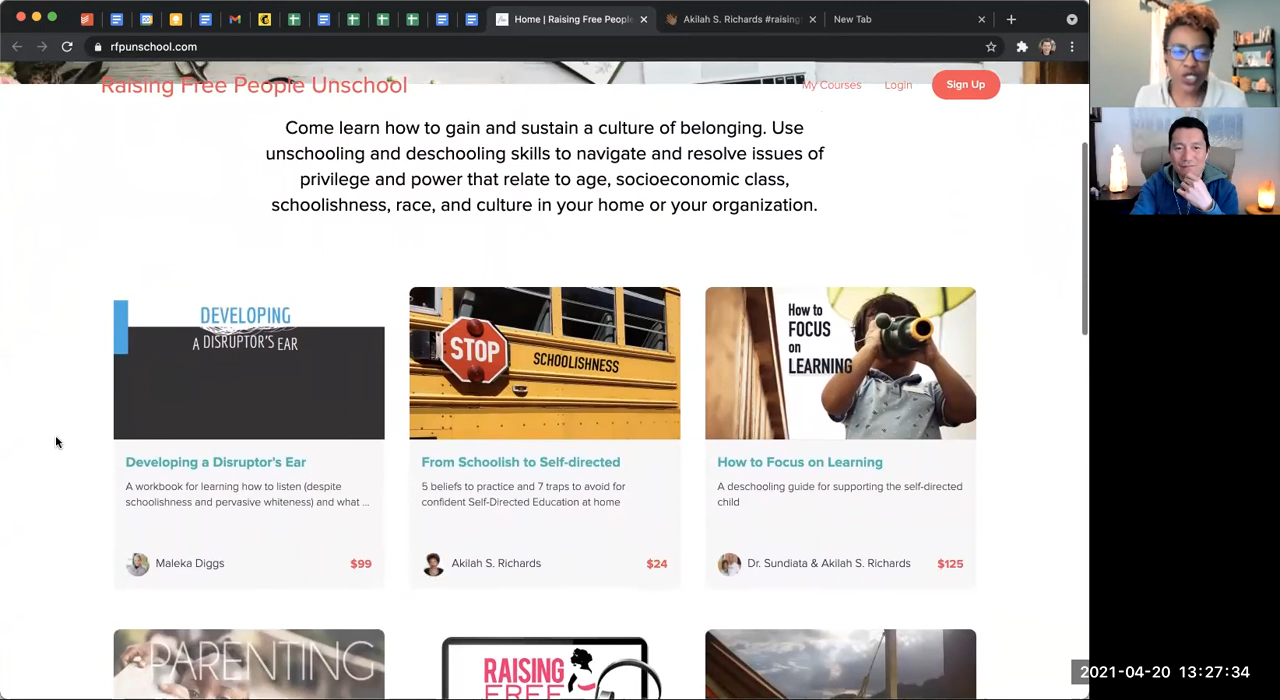 Home | Raising Free Peopl
Akilah S. Richards #raising
New Tab
rfpunschool.com
Raising Free People Unschool
My Courses
Login
Sign Up
Come learn how to gain and sustain a culture of belonging. Use
unschooling and deschooling skills to navigate and resolve issues of
privilege and power that relate to age, socioeconomic class,
schoolishness, race, and culture in your home or your organization.
DEVELOPING
A DISRUPTOR'S EAR
STOP
SCHOOLISHNESS
How to
FOCUS
on
LEARNING
Developing a Disruptor's Ear
A workbook for learning how to listen (despite
schoolishness and pervasive whiteness) and what ...
Maleka Diggs
$99
From Schoolish to Self-directed
5 beliefs to practice and 7 traps to avoid for
confident Self-Directed Education at home
Akilah S. Richards
$24
How to Focus on Learning
A deschooling guide for supporting the self-directed
child
Dr. Sundiata & Akilah S. Richards
$125
PARENTING
RAISING
FREE
2021-04-20 13:27:34